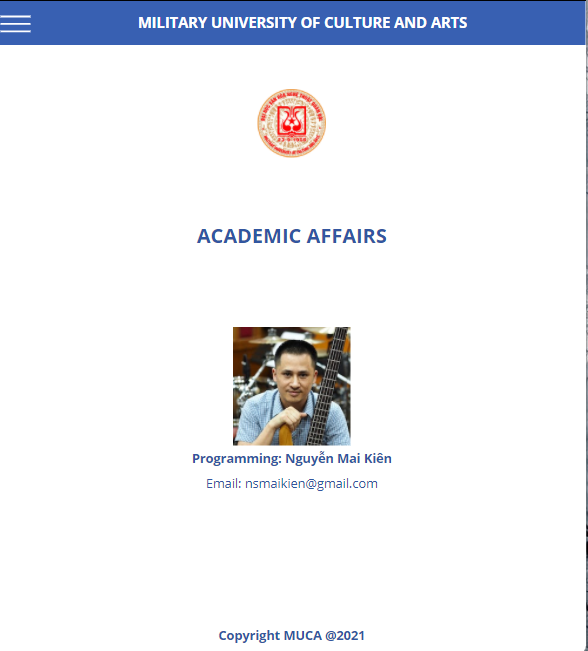 MILITARY UNIVERSITY OF CULTURE AND ARTS
ACADEMIC AFFAIRS
Programming: Nguyễn Mai Kiên
Email: nsmaikien@gmail.com
Copyright MUCA @2021